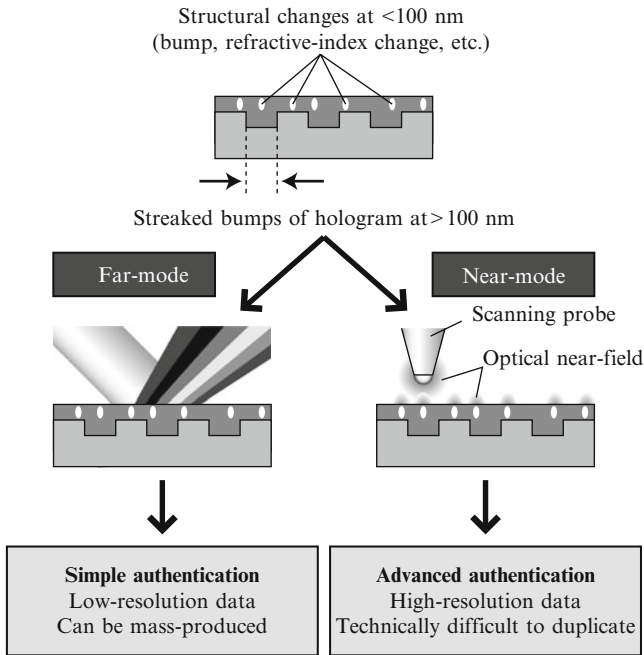 Structural changes at <100 nm
(bump, refractive-index change, etc.)
Streaked bumps of hologram at > 100 nm
Far-mode
Near-mode
Scanning probe
Optical near-field
Simple authentication
Low-resolution data
Can be mass-produced
Advanced authentication
High-resolution data
Technically difficult to duplicate